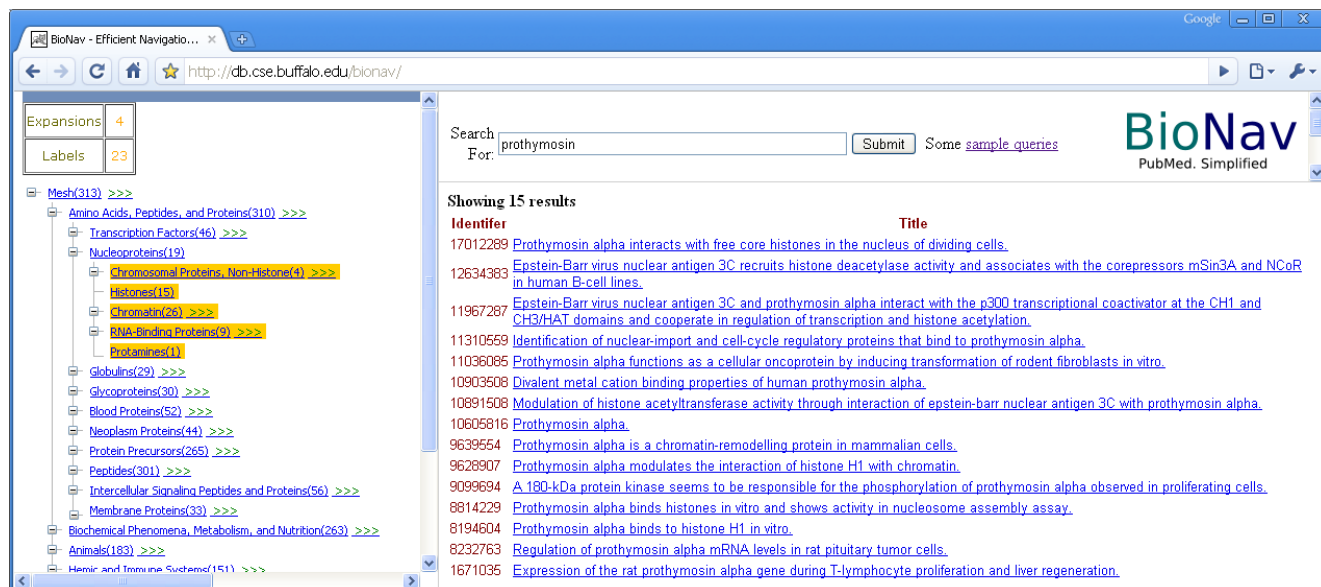 Google
BioNav - Efficient Navigatio...
http://db.cse.buffalo.edu/bionav/
Expansions 4
Labels 23
Mesh(313) >>>
Amino Acids, Peptides, and Proteins(310) >>>
Transcription Factors(46) >>>
Nucleoproteins(19)
Chromosomal Proteins, Non-Histone(4) >>>
Histones(15)
Chromatin(26) >>>
RNA-Binding Proteins(9) >>>
Protamines(1)
Globulins(29) >>>
Glycoproteins(30) >>>
Blood Proteins(52) >>>
Neoplasm Proteins(44) >>>
Protein Precursors(265) >>>
Peptides(301) >>>
Intercellular Signaling Peptides and Proteins(56) >>>
Membrane Proteins(33) >>>
Biochemical Phenomena, Metabolism, and Nutrition(263) >>>
Animals(183) >>>
Hemic and Immune Systems(151) >>>
Search
For: prothymosin Submit Some sample queries
BioNav
PubMed. Simplified
Showing 15 results
Identifer Title
17012289 Prothymosin alpha interacts with free core histones in the nucleus of dividing cells.
12634383 Epstein-Barr virus nuclear antigen 3C recruits histone deacetylase activity and associates with the corepressors mSin3A and NCoR
in human B-cell lines.
11967287 Epstein-Barr virus nuclear antigen 3C and prothymosin alpha interact with the p300 transcriptional coactivator at the CH1 and
CH3/HAT domains and cooperate in regulation of transcription and histone acetylation.
11310559 Identification of nuclear-import and cell-cycle regulatory proteins that bind to prothymosin alpha.
11036085 Prothymosin alpha functions as a cellular oncoprotein by inducing transformation of rodent fibroblasts in vitro.
10903508 Divalent metal cation binding properties of human prothymosin alpha.
10891508 Modulation of histone acetyltransferase activity through interaction of epstein-barr nuclear antigen 3C with prothymosin alpha.
10605816 Prothymosin alpha.
9639554 Prothymosin alpha is a chromatin-remodelling protein in mammalian cells.
9628907 Prothymosin alpha modulates the interaction of histone H1 with chromatin.
9099694 A 180-kDa protein kinase seems to be responsible for the phosphorylation of prothymosin alpha observed in proliferating cells.
8814229 Prothymosin alpha binds histones in vitro and shows activity in nucleosome assembly assay.
8194604 Prothymosin alpha binds to histone H1 in vitro.
8232763 Regulation of prothymosin alpha mRNA levels in rat pituitary tumor cells.
1671035 Expression of the rat prothymosin alpha gene during T-lymphocyte proliferation and liver regeneration.